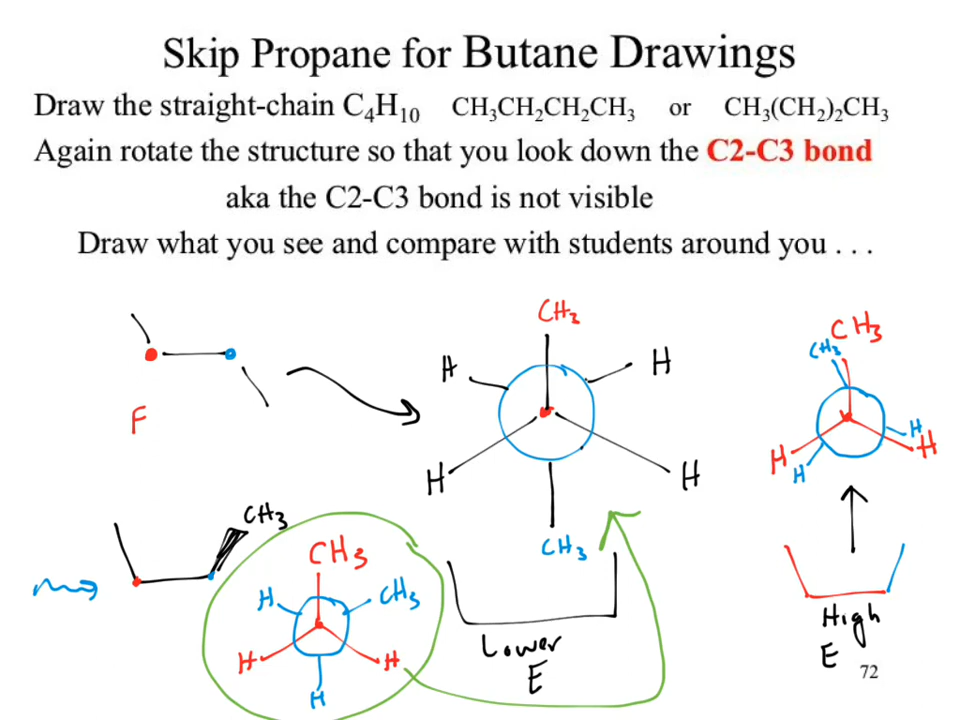 Skip Propane for Butane Drawings
Draw the straight-chain C₄H₁₀ CH₃CH₂CH₂CH₃ or CH₃(CH₂)₂CH₃
Again rotate the structure so that you look down the C2-C3 bond
aka the C2-C3 bond is not visible
Draw what you see and compare with students around you . . .
CH₃
H H
H H
CH₃
F
CH₃
CH₃
H H
H H
CH₃
CH₃
H CH₃
H H
H
Lower
E
High
E
72